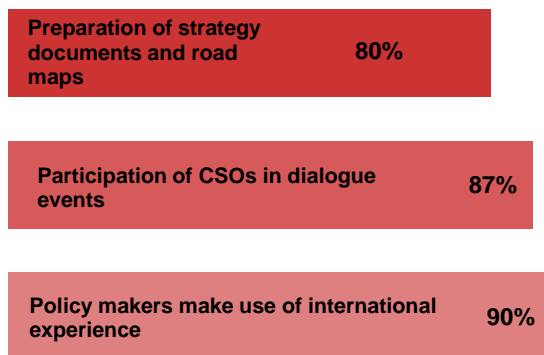 Preparation of strategy
documents and road
maps
80%
Participation of CSOs in dialogue
events
87%
Policy makers make use of international
experience
90%